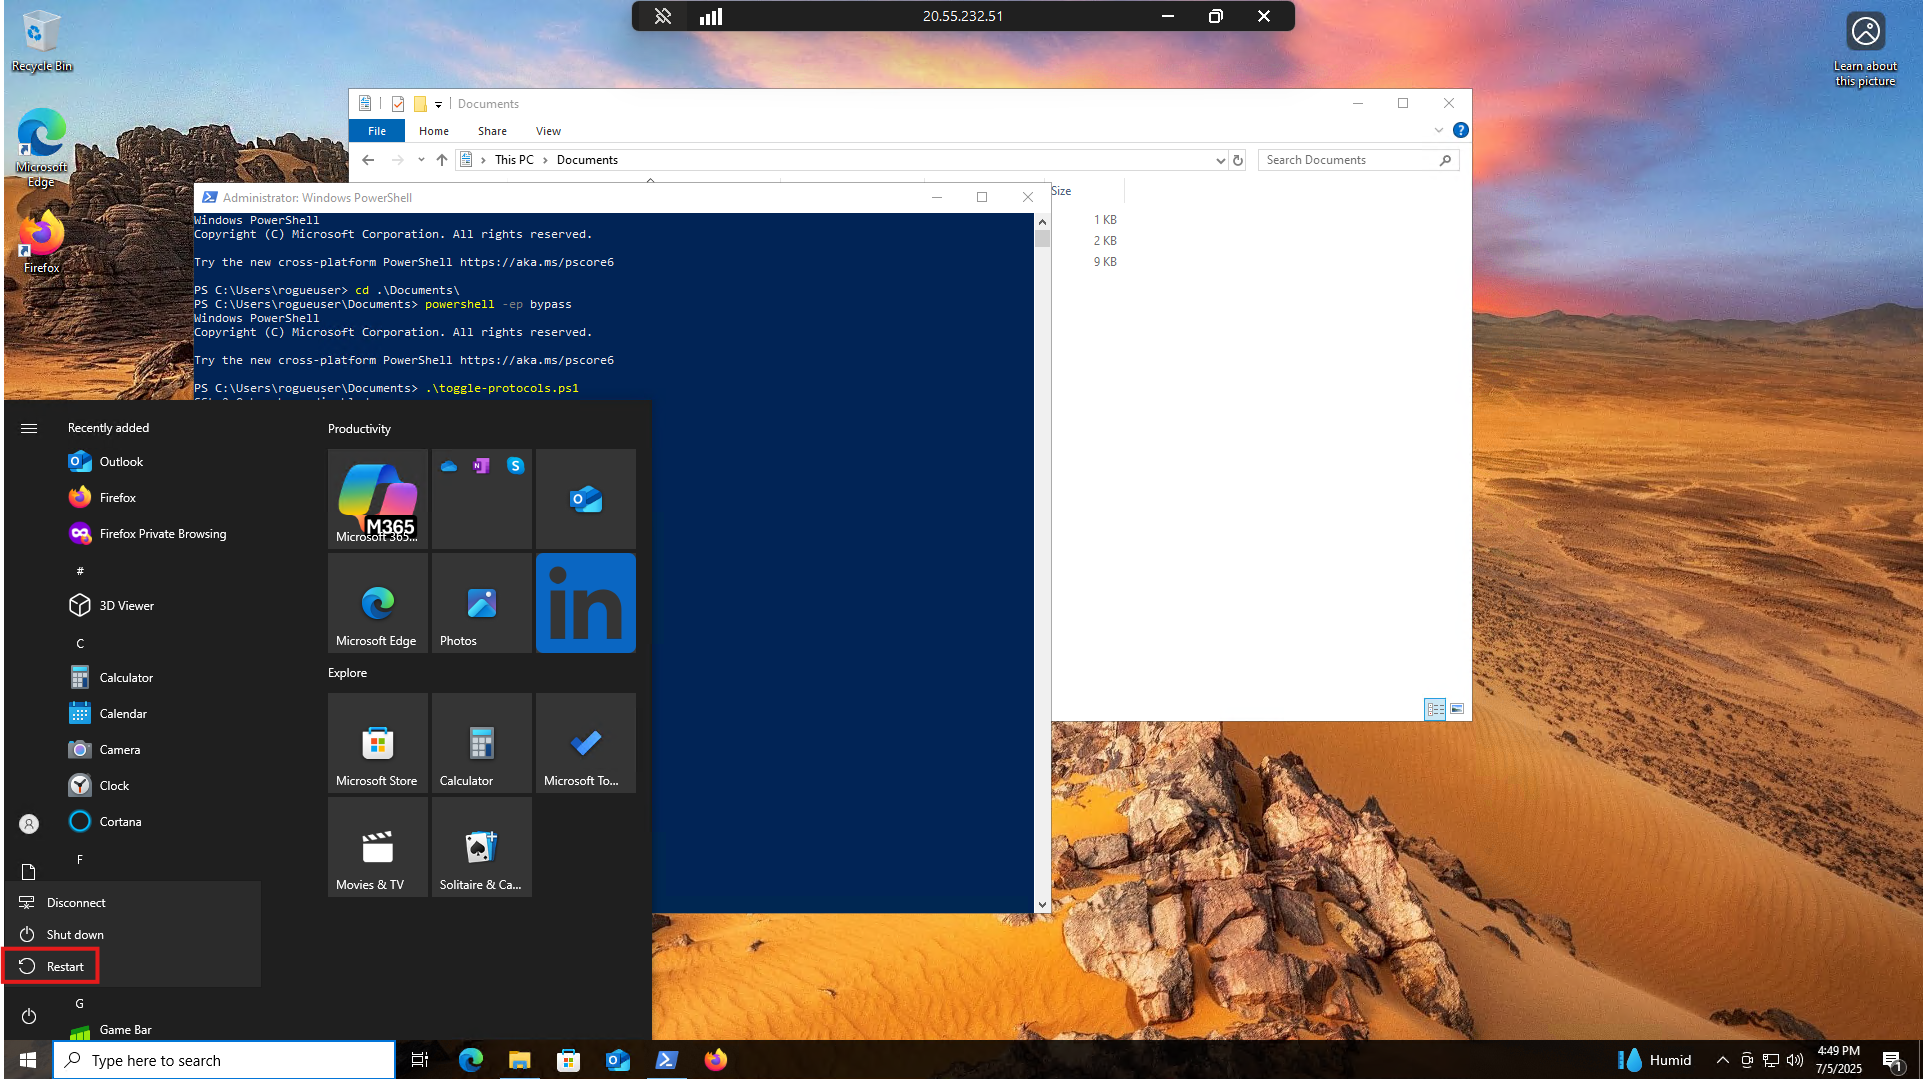 20.55.232.51
Recycle Bin
Learn about
this picture
Microsoft
Edge
Firefox
Documents
File
Home
Share
View
This PC
Documents
Search Documents
Size
1 KB
2 KB
9 KB
Administrator: Windows PowerShell
Windows PowerShell
Copyright (C) Microsoft Corporation. All rights reserved.
Try the new cross-platform PowerShell https://aka.ms/pscore6
PS C:\Users\rogueuser> cd .\Documents\
PS C:\Users\rogueuser\Documents> powershell -ep bypass
Windows PowerShell
Copyright (C) Microsoft Corporation. All rights reserved.
Try the new cross-platform PowerShell https://aka.ms/pscore6
PS C:\Users\rogueuser\Documents> .\toggle-protocols.ps1
Recently added
Outlook
Firefox
Firefox Private Browsing
#
3D Viewer
C
Calculator
Calendar
Camera
Clock
Cortana
F
Disconnect
Shut down
Restart
G
Game Bar
Productivity
M365
Microsoft 365...
Microsoft Edge
Photos
in
Explore
Microsoft Store
Calculator
Microsoft To...
Movies & TV
Solitaire & Ca...
Type here to search
Humid
4:49 PM
7/5/2025
1